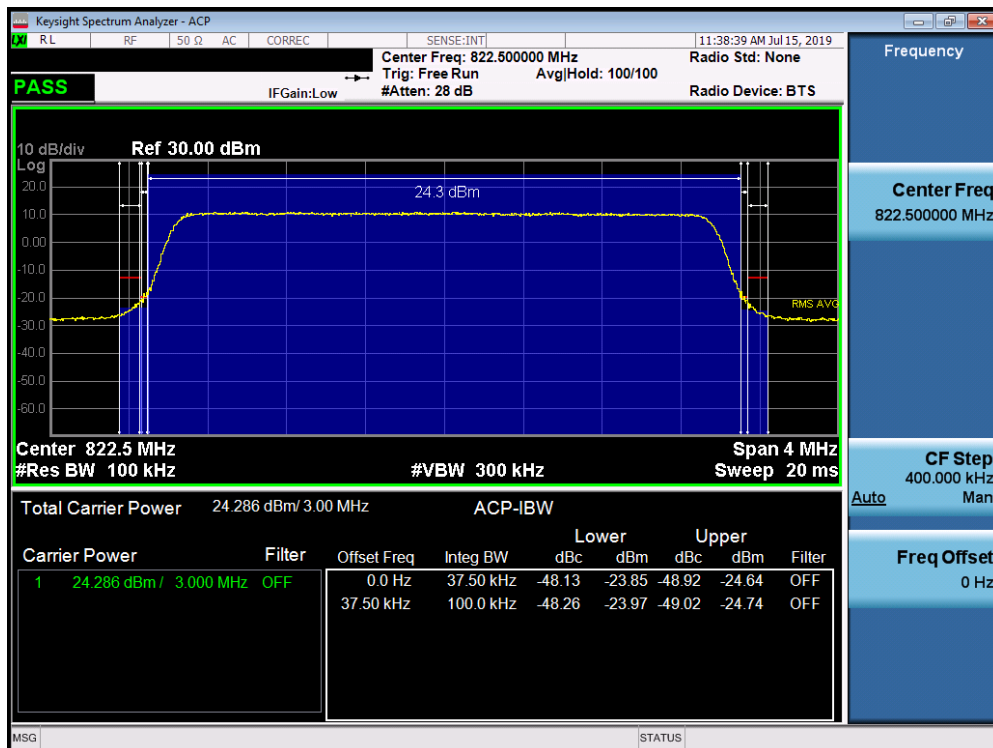 Keysight Spectrum Analyzer - ACP
LXI RL RF 50 Ω AC CORREC SENSE:INT 11:38:39 AM Jul 15, 2019
Center Freq: 822.500000 MHz Radio Std: None
Trig: Free Run Avg|Hold: 100/100
PASS IFGain:Low #Atten: 28 dB Radio Device: BTS
10 dB/div Ref 30.00 dBm
Log
24.3 dBm
20.0
10.0
0.00
-10.0
-20.0
RMS AVG
-30.0
-40.0
-50.0
-60.0
Center 822.5 MHz Span 4 MHz
#Res BW 100 kHz #VBW 300 kHz Sweep 20 ms
Total Carrier Power 24.286 dBm/ 3.00 MHz ACP-IBW
Lower Upper
Carrier Power Filter Offset Freq Integ BW dBc dBm dBc dBm Filter
1 24.286 dBm / 3.000 MHz OFF 0.0 Hz 37.50 kHz -48.13 -23.85 -48.92 -24.64 OFF
37.50 kHz 100.0 kHz -48.26 -23.97 -49.02 -24.74 OFF
MSG STATUS
Frequency
Center Freq
822.500000 MHz
CF Step
400.000 kHz
Auto Man
Freq Offset
0 Hz